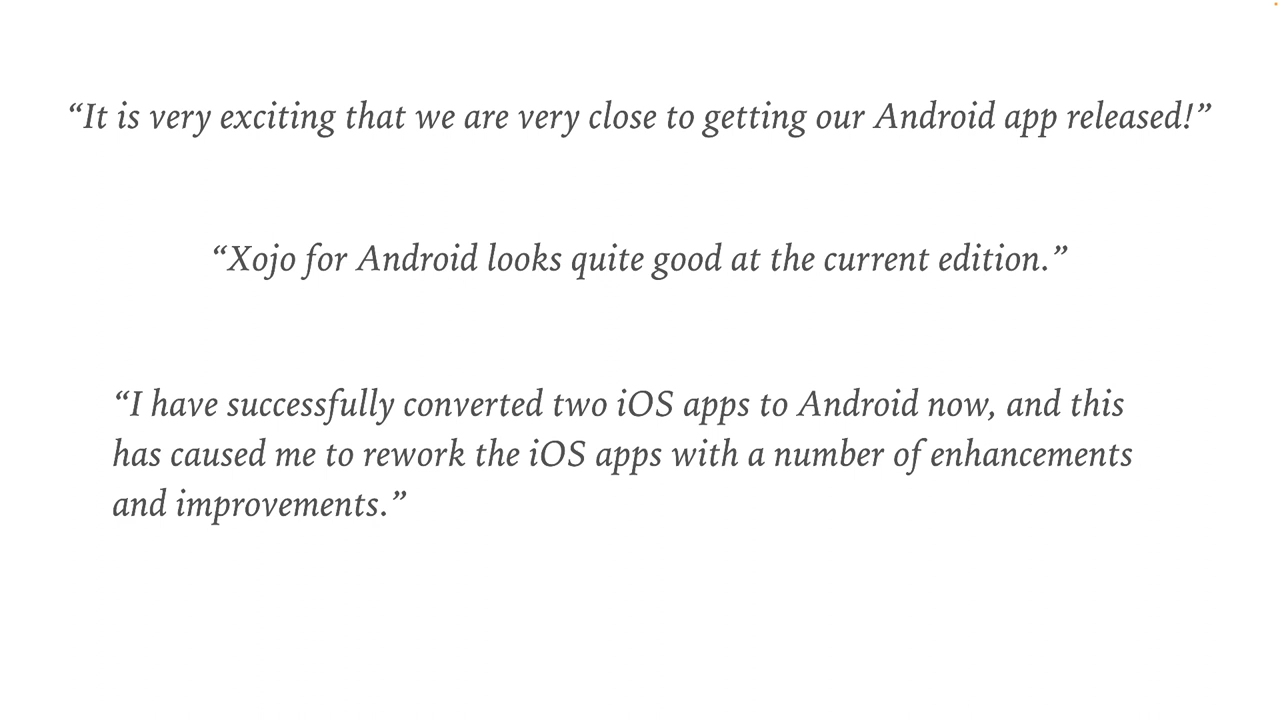 “It is very exciting that we are very close to getting our Android app released!”
“Xojo for Android looks quite good at the current edition.”
“I have successfully converted two iOS apps to Android now, and this
has caused me to rework the iOS apps with a number of enhancements
and improvements.”